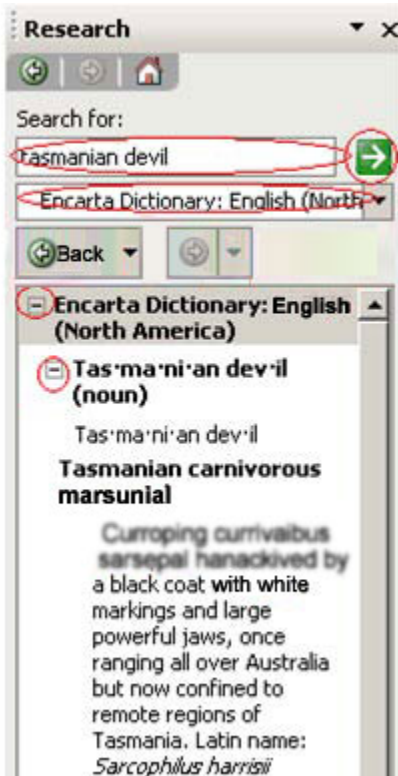 Research
Search for:
tasmanian devil
Encarta Dictionary: English (North
Back
Encarta Dictionary: English
(North America)
Tas·ma·ni·an dev·il
(noun)
Tas·ma·ni·an dev·il
Tasmanian carnivorous
marsunial
a black coat with white
markings and large
powerful jaws, once
ranging all over Australia
but now confined to
remote regions of
Tasmania. Latin name:
Sarcophilus harrisii